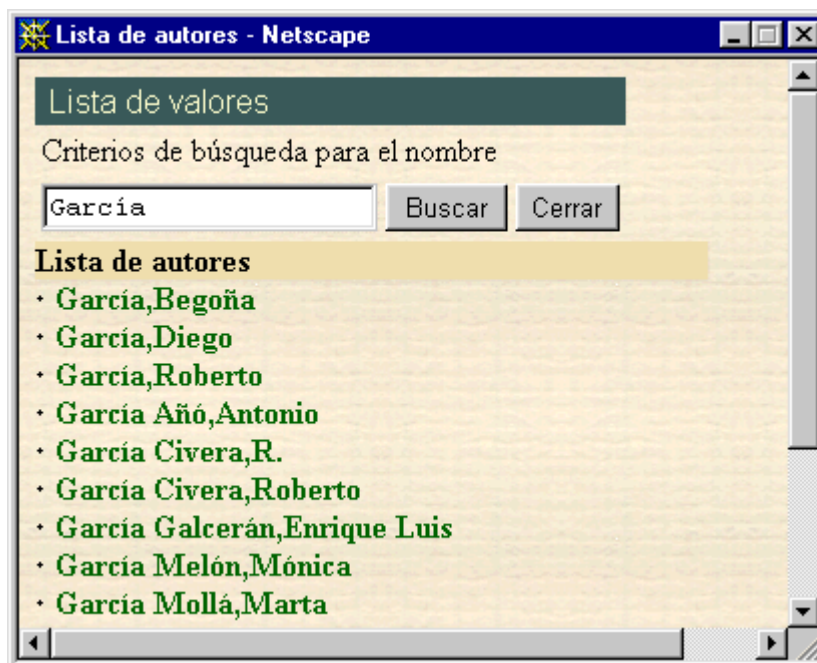 Lista de autores - Netscape
Lista de valores
Criterios de búsqueda para el nombre
García Buscar Cerrar
Lista de autores
García,Begoña
García,Diego
García,Roberto
García Añó,Antonio
García Civera,R.
García Civera,Roberto
García Galcerán,Enrique Luis
García Melón,Mónica
García Mollá,Marta